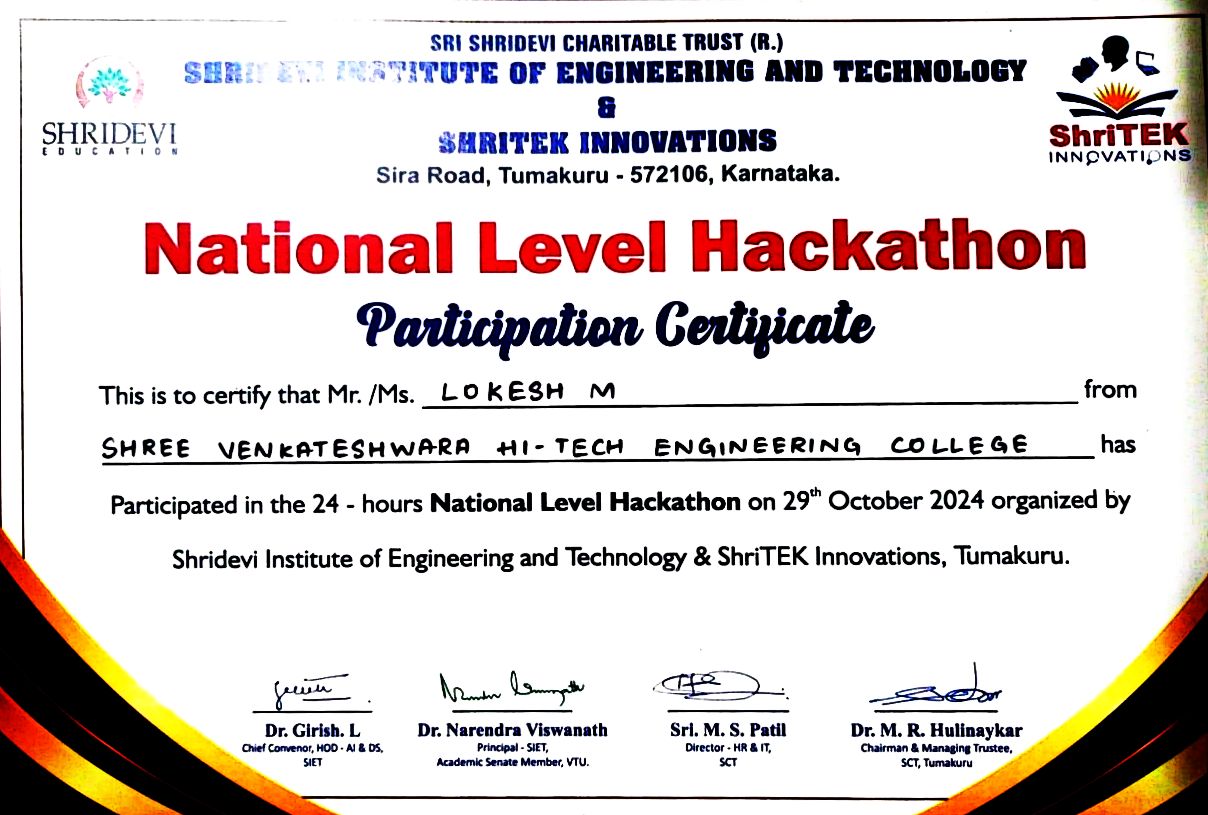 SRI SHRIDEVI CHARITABLE TRUST (R.)
SHRIDEVI INSTITUTE OF ENGINEERING AND TECHNOLOGY
&
SHRITEK INNOVATIONS
Sira Road, Tumakuru - 572106, Karnataka.
SHRIDEVI
EDUCATION
ShriTEK
INNOVATIONS
National Level Hackathon
Participation Certificate
This is to certify that Mr. /Ms. LOKESH M from
SHREE VENKATESHWARA HI-TECH ENGINEERING COLLEGE has
Participated in the 24 - hours National Level Hackathon on 29th October 2024 organized by
Shridevi Institute of Engineering and Technology & ShriTEK Innovations, Tumakuru.
Dr. Girish. L
Chief Convenor, HOD - AI & DS,
SIET
Dr. Narendra Viswanath
Principal - SIET,
Academic Senate Member, VTU.
Sri. M. S. Patil
Director - HR & IT,
SCT
Dr. M. R. Hulinaykar
Chairman & Managing Trustee,
SCT, Tumakuru